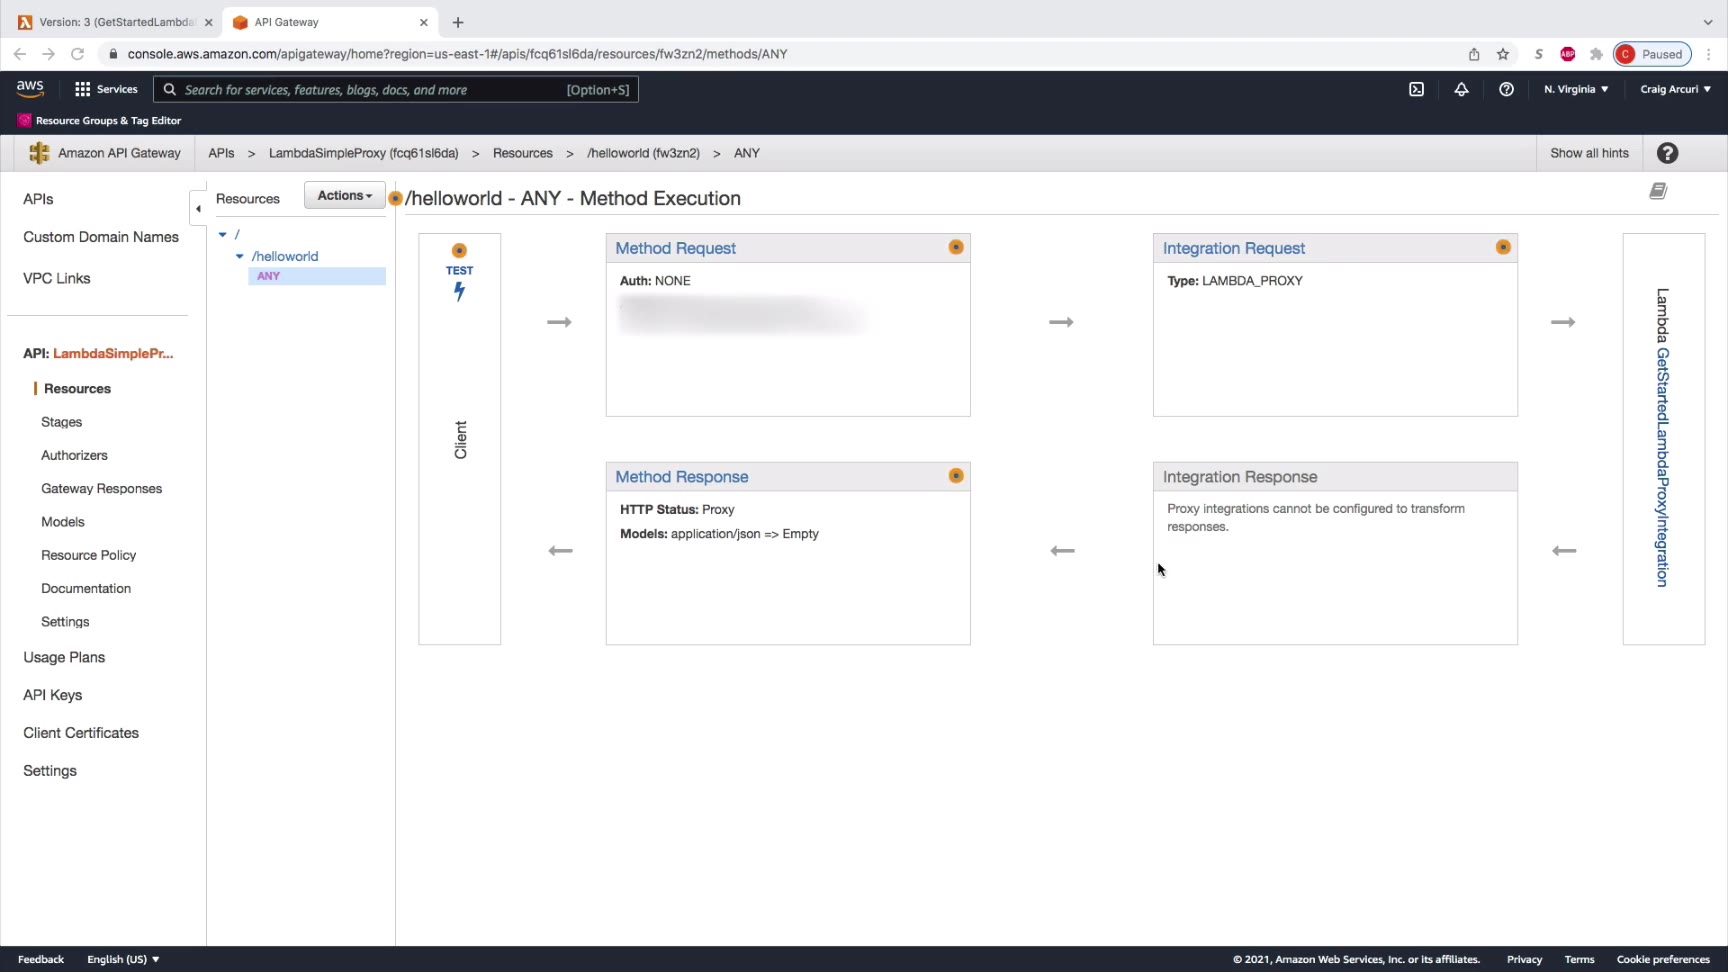 Version: 3 (GetStartedLambda
API Gateway
console.aws.amazon.com/apigateway/home?region=us-east-1#/apis/fcq61sl6da/resources/fw3zn2/methods/ANY
S
ABP
C Paused
aws
Services
Search for services, features, blogs, docs, and more [Option+S]
N. Virginia
Craig Arcuri
Resource Groups & Tag Editor
Amazon API Gateway
APIs > LambdaSimpleProxy (fcq61sl6da) > Resources > /helloworld (fw3zn2) > ANY
Show all hints
?
APIs
Custom Domain Names
VPC Links
API: LambdaSimplePr...
Resources
Stages
Authorizers
Gateway Responses
Models
Resource Policy
Documentation
Settings
Usage Plans
API Keys
Client Certificates
Settings
Resources
Actions
/
/helloworld
ANY
/helloworld - ANY - Method Execution
TEST
Client
Method Request
Auth: NONE
Integration Request
Type: LAMBDA_PROXY
Method Response
HTTP Status: Proxy
Models: application/json => Empty
Integration Response
Proxy integrations cannot be configured to transform
responses.
Lambda GetStartedLambdaProxyIntegration
Feedback
English (US)
© 2021, Amazon Web Services, Inc. or its affiliates.
Privacy
Terms
Cookie preferences